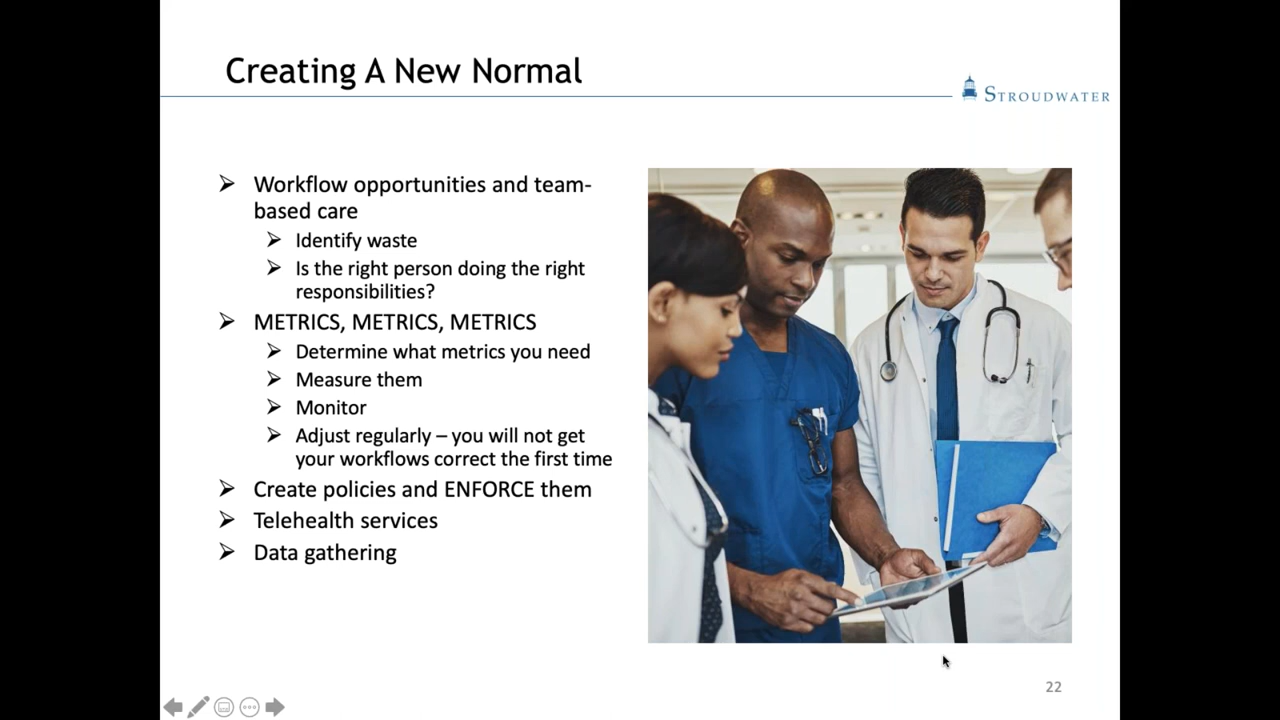 Creating A New Normal
STROUDWATER
Workflow opportunities and team-
based care
Identify waste
Is the right person doing the right
responsibilities?
METRICS, METRICS, METRICS
Determine what metrics you need
Measure them
Monitor
Adjust regularly – you will not get
your workflows correct the first time
Create policies and ENFORCE them
Telehealth services
Data gathering
22